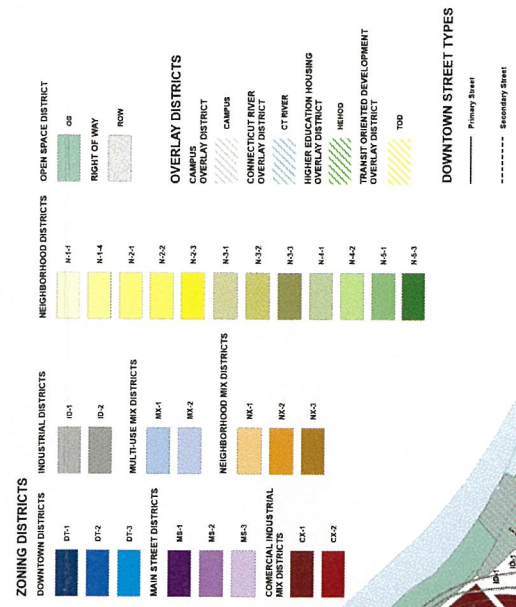 ZONING DISTRICTS
DOWNTOWN DISTRICTS
DT-1
DT-2
DT-3
MAIN STREET DISTRICTS
MS-1
MS-2
MS-3
COMERCIAL INDUSTRIAL
MIX DISTRICTS
CX-1
CX-2
INDUSTRIAL DISTRICTS
ID-1
ID-2
MULTI-USE MIX DISTRICTS
MX-1
MX-2
NEIGHBORHOOD MIX DISTRICTS
NX-1
NX-2
NX-3
NEIGHBORHOOD DISTRICTS
N-1-1
N-1-4
N-2-1
N-2-2
N-2-3
N-3-1
N-3-2
N-3-3
N-4-1
N-4-2
N-5-1
N-5-3
OPEN SPACE DISTRICT
OS
RIGHT OF WAY
ROW
OVERLAY DISTRICTS
CAMPUS
OVERLAY DISTRICT
CAMPUS
CONNECTICUT RIVER
OVERLAY DISTRICT
CT RIVER
HIGHER EDUCATION HOUSING
OVERLAY DISTRICT
HEHOD
TRANSIT ORIENTED DEVELOPMENT
OVERLAY DISTRICT
TOD
DOWNTOWN STREET TYPES
Primary Street
Secondary Street
ID-1
ID-1